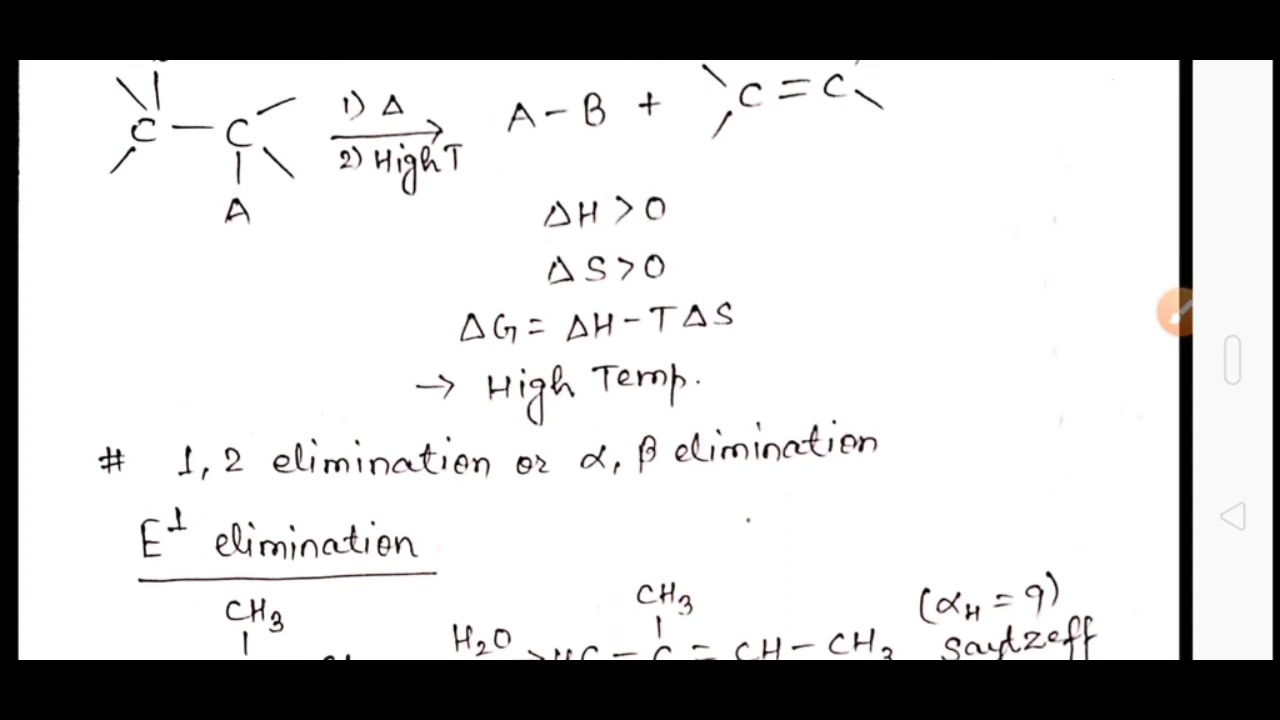 C - C 1) Δ 2) High T A - B + C = C
A
ΔH > 0
ΔS > 0
ΔG = ΔH - TΔS
→ High Temp.
# 1, 2 elimination or α, β elimination
E¹ elimination
CH₃ CH₃ (αH = 9)
H₂O C = CH - CH₃ Saytzeff